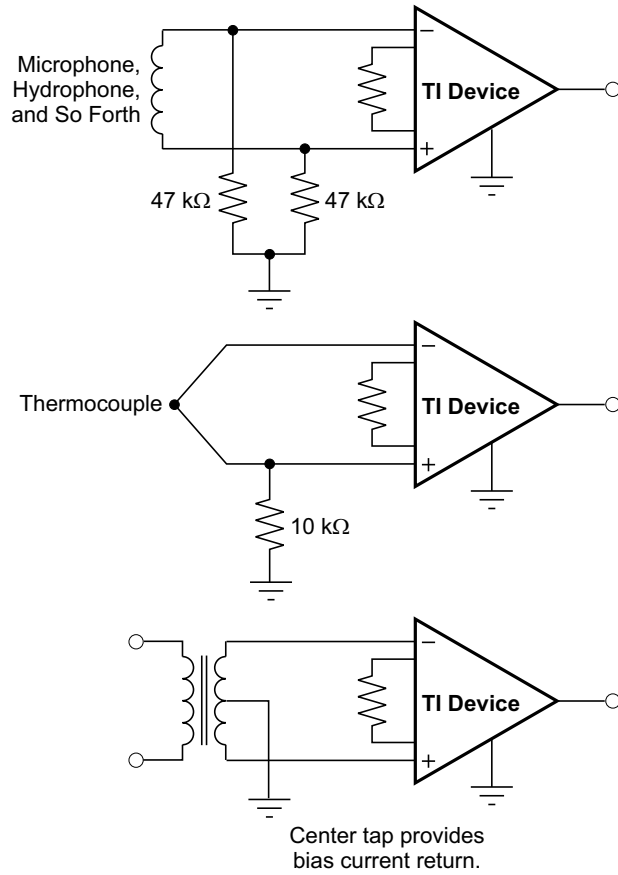 Microphone,
Hydrophone,
and So Forth
−
TI Device
+
47 kΩ
47 kΩ
−
Thermocouple
TI Device
+
10 kΩ
−
TI Device
+
Center tap provides
bias current return.